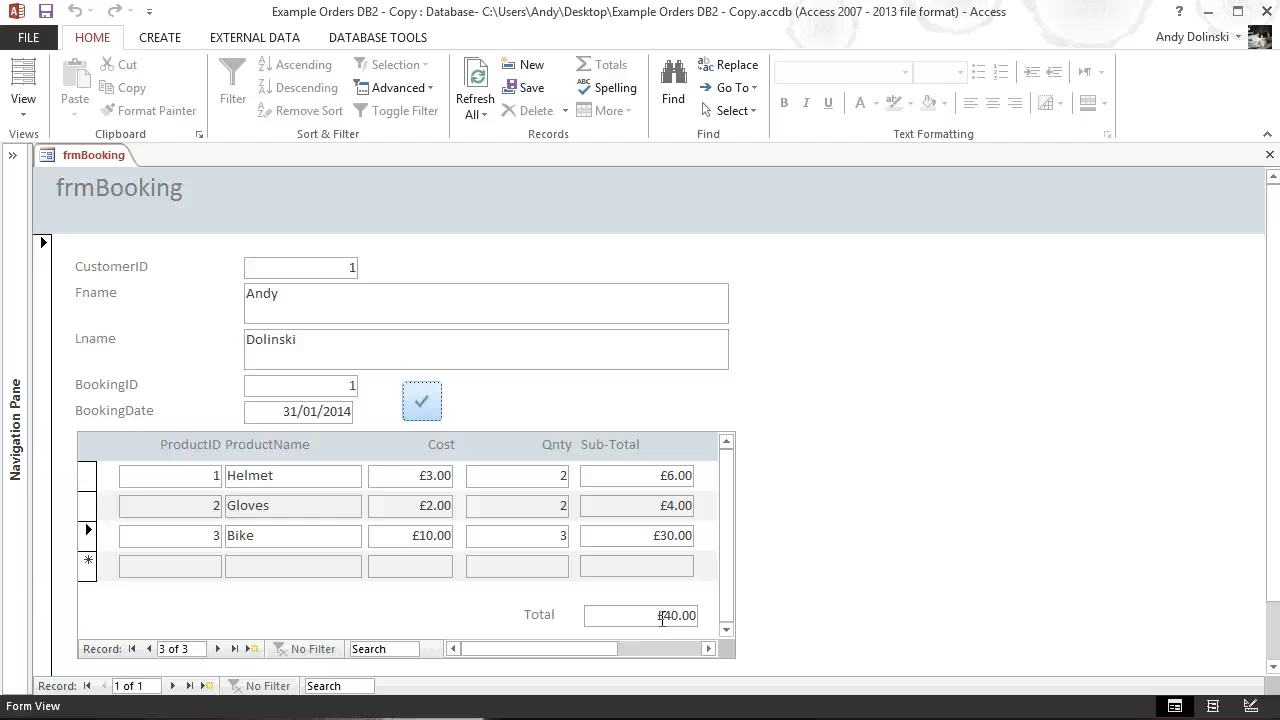 Example Orders DB2 - Copy : Database- C:\Users\Andy\Desktop\Example Orders DB2 - Copy.accdb (Access 2007 - 2013 file format) - Access
FILE HOME CREATE EXTERNAL DATA DATABASE TOOLS Andy Dolinski
View
Views
Paste
Cut
Copy
Format Painter
Clipboard
Filter
Ascending
Descending
Remove Sort
Selection
Advanced
Toggle Filter
Sort & Filter
Refresh
All
New
Save
Delete
Totals
Spelling
More
Records
Find
Replace
Go To
Select
Find
B I U A
Text Formatting
frmBooking
Navigation Pane
frmBooking
CustomerID 1
Fname Andy
Lname Dolinski
BookingID 1
BookingDate 31/01/2014
ProductID ProductName Cost Qnty Sub-Total
1 Helmet £3.00 2 £6.00
2 Gloves £2.00 2 £4.00
3 Bike £10.00 3 £30.00
Total £40.00
Record: 3 of 3 No Filter Search
Record: 1 of 1 No Filter Search
Form View